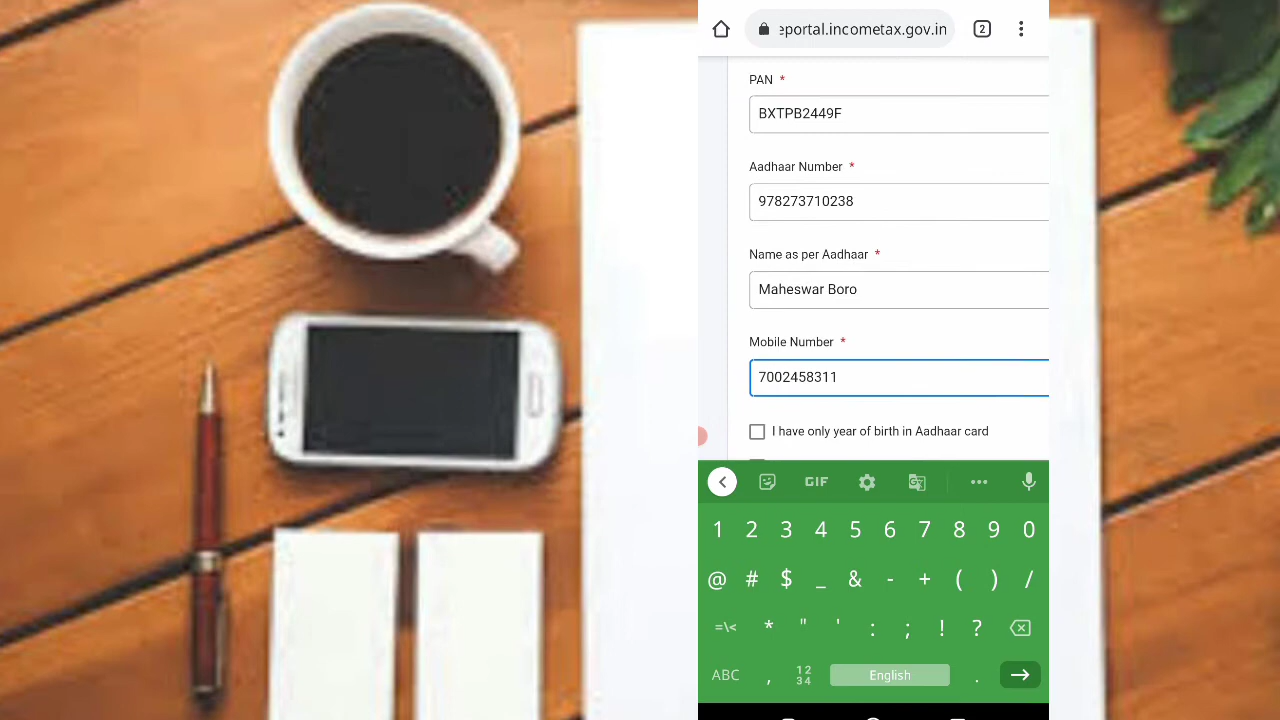 eportal.incometax.gov.in 2
PAN *
BXTPB2449F
Aadhaar Number *
978273710238
Name as per Aadhaar *
Maheswar Boro
Mobile Number *
7002458311
I have only year of birth in Aadhaar card
GIF
1 2 3 4 5 6 7 8 9 0
@ # $ _ & - + ( ) /
=\< * " ' : ; ! ?
ABC , 12 34 English .